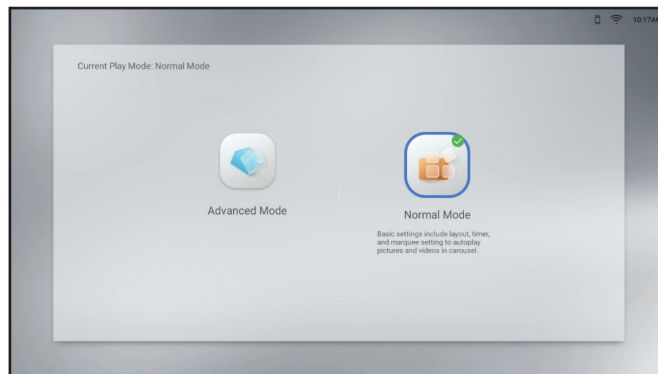 10:17AM
Current Play Mode: Normal Mode
Advanced Mode
Normal Mode
Basic settings include layout, timer,
and marquee setting to autoplay
pictures and videos in carousel.